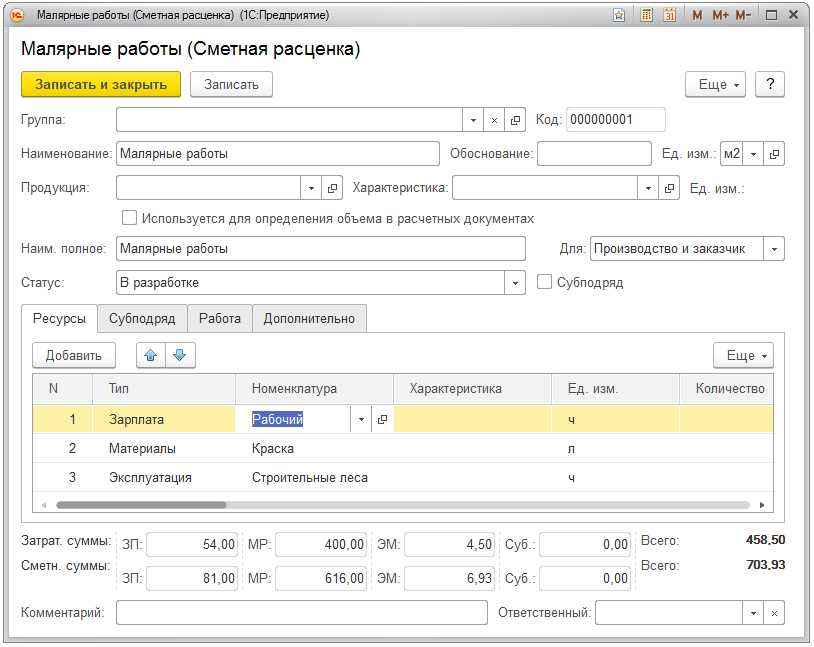 Малярные работы (Сметная расценка) (1С:Предприятие)
31 M M+ M-
Малярные работы (Сметная расценка)
Записать и закрыть Записать Еще ?
Группа: Код: 000000001
Наименование: Малярные работы Обоснование: Ед. изм.: м2
Продукция: Характеристика: Ед. изм.:
Используется для определения объема в расчетных документах
Наим. полное: Малярные работы Для: Производство и заказчик
Статус: В разработке Субподряд
Ресурсы Субподряд Работа Дополнительно
Добавить Еще
N Тип Номенклатура Характеристика Ед. изм. Количество
1 Зарплата Рабочий ч
2 Материалы Краска л
3 Эксплуатация Строительные леса ч
Затрат. суммы: ЗП: 54,00 МР: 400,00 ЭМ: 4,50 Суб.: 0,00 Всего: 458,50
Сметн. суммы: ЗП: 81,00 МР: 616,00 ЭМ: 6,93 Суб.: 0,00 Всего: 703,93
Комментарий: Ответственный: